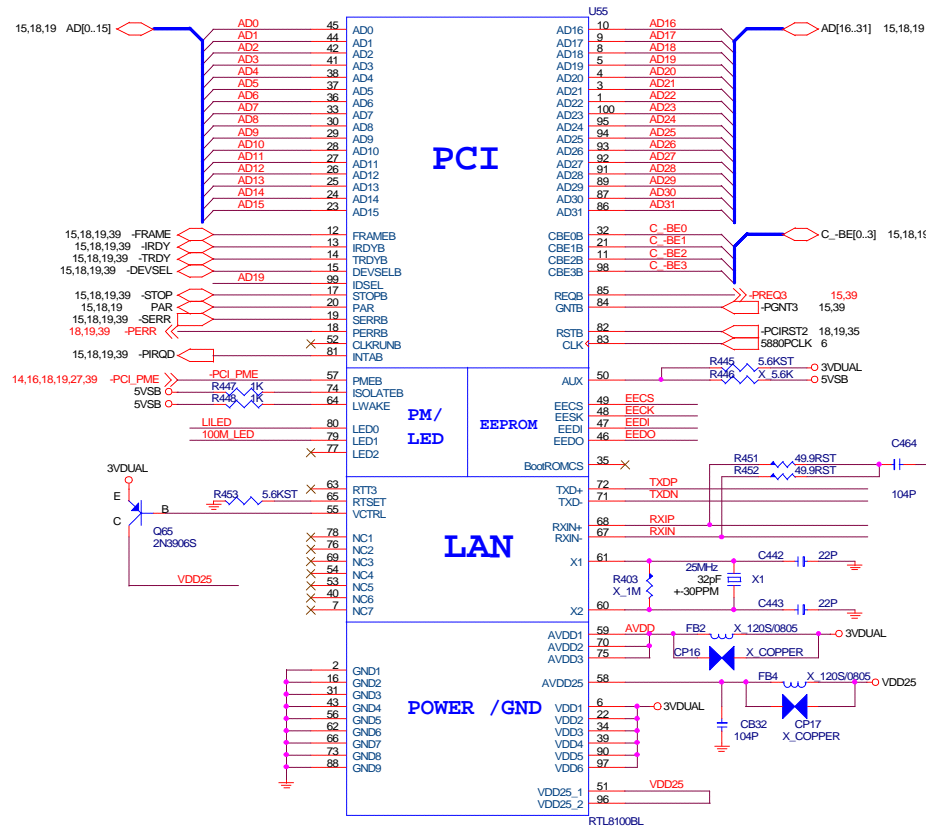 U55
15,18,19 AD[0..15] AD0 45 AD0 AD16 10 AD16 AD[16..31] 15,18,19
AD1 44 AD1 AD17 9 AD17
AD2 42 AD2 AD18 8 AD18
AD3 41 AD3 AD19 5 AD19
AD4 38 AD4 AD20 4 AD20
AD5 37 AD5 AD21 3 AD21
AD6 36 AD6 AD22 1 AD22
AD7 33 AD7 AD23 100 AD23
AD8 30 AD8 AD24 95 AD24
AD9 29 AD9 AD25 94 AD25
AD10 28 AD10 AD26 93 AD26
AD11 27 AD11 AD27 92 AD27
AD12 26 AD12 AD28 91 AD28
AD13 25 AD13 AD28 89 AD29
AD14 24 AD14 AD30 87 AD30
AD15 23 AD15 AD31 86 AD31
PCI
15,18,19,39 -FRAME 12 FRAMEB CBE0B 32 C_-BE0 C_-BE[0..3] 15,18,19
15,18,19,39 -IRDY 13 IRDYB CBE1B 21 C_-BE1
15,18,19,39 -TRDY 14 TRDYB CBE2B 11 C_-BE2
15,18,19,39 -DEVSEL 15 DEVSELB CBE3B 98 C_-BE3
AD19 99 IDSEL
15,18,19,39 -STOP 17 STOPB REQB 85 -PREQ3 15,39
15,18,19 PAR 20 PAR GNTB 84 -PGNT3 15,39
15,18,19,39 -SERR 19 SERRB
18,19,39 -PERR 18 PERRB RSTB 82 -PCIRST2 18,19,35
52 CLKRUNB CLK 83 5880PCLK 6
15,18,19,39 -PIRQD 81 INTAB
14,16,18,19,27,39 -PCI_PME -PCI_PME 57 PMEB AUX 50 R445 5.6KST 3VDUAL
5VSB R447 1K 74 ISOLATEB R446 X_5.6K 5VSB
5VSB R448 1K 64 LWAKE
PM/
LED
EEPROM
EECS 49 EECS
EESK 48 EECK
EEDI 47 EEDI
EEDO 46 EEDO
LILED 80 LED0
100M_LED 79 LED1
77 LED2
BootROMCS 35
R451 49.9RST C464
R452 49.9RST 104P
3VDUAL
E
C
B
Q65
2N3906S
VDD25
63 RTT3
R453 5.6KST 65 RTSET
55 VCTRL
TXD+ 72 TXDP
TXD- 71 TXDN
RXIN+ 68 RXIP
RXIN- 67 RXIN
LAN
78 NC1
76 NC2
69 NC3
54 NC4
53 NC5
40 NC6
7 NC7
X1 61 C442 22P
R403
X_1M
25MHz
32pF
+-30PPM
X1
X2 60 C443 22P
AVDD1 59 AVDD FB2 X_120S/0805 3VDUAL
AVDD2 70
AVDD3 75 CP16 X_COPPER
AVDD25 58 FB4 X_120S/0805 VDD25
CB32
104P
CP17
X_COPPER
POWER /GND
2 GND1
16 GND2
31 GND3
43 GND4
56 GND5
62 GND6
66 GND7
73 GND8
88 GND9
VDD1 6 3VDUAL
VDD2 22
VDD3 34
VDD4 39
VDD5 90
VDD6 97
VDD25_1 51 VDD25
VDD25_2 96
RTL8100BL